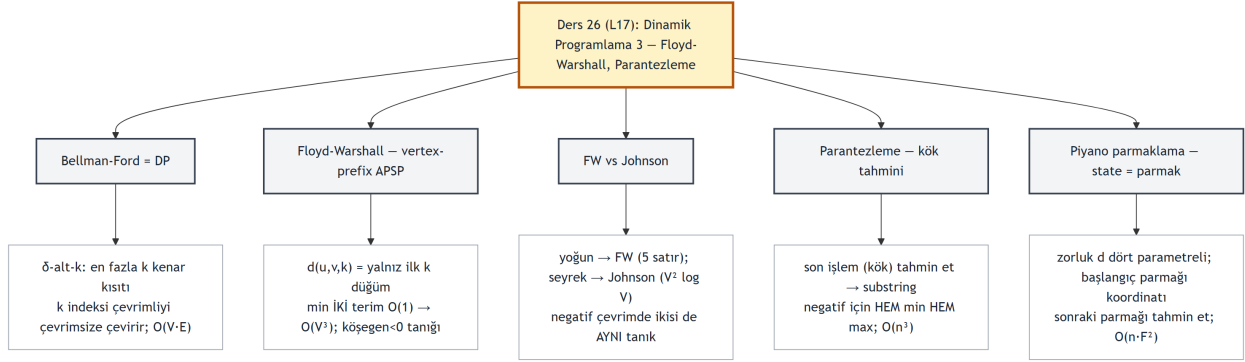 Ders 26 (L17): Dinamik
Programlama 3 — Floyd-
Warshall, Parantezleme
Bellman-Ford = DP
Floyd-Warshall — vertex-
prefix APSP
FW vs Johnson
Parantezleme — kök
tahmini
Piyano parmaklama —
state = parmak
δ-alt-k: en fazla k kenar
kısıtı
k indeksi çevrimliyi
çevrimsize çevirir; O(V·E)
d(u,v,k) = yalnız ilk k
düğüm
min İKİ terim O(1) →
O(V³); köşegen<0 tanığı
yoğun → FW (5 satır);
seyrek → Johnson (V² log
V)
negatif çevrimde ikisi de
AYNI tanık
son işlem (kök) tahmin et
→ substring
negatif için HEM min HEM
max; O(n³)
zorluk d dört parametreli;
başlangıç parmağı
koordinatı
sonraki parmağı tahmin et;
O(n·F²)